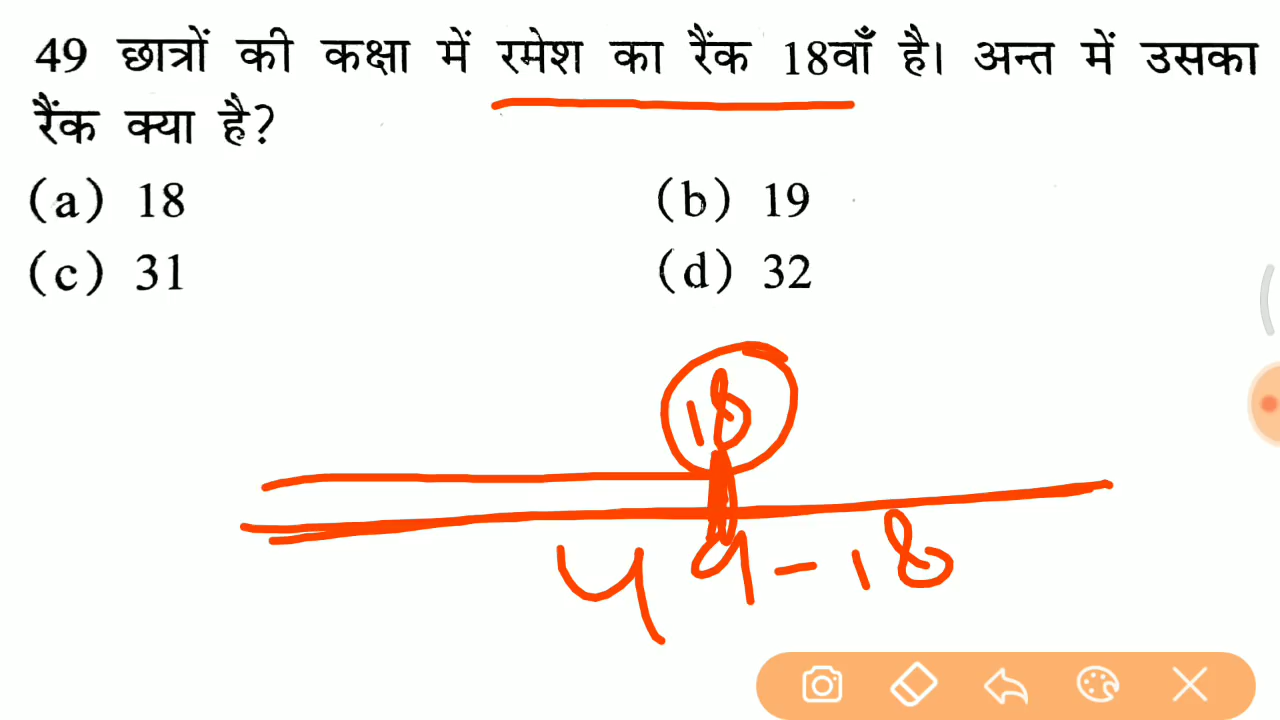 49 छात्रों की कक्षा में रमेश का रैंक 18वाँ है। अन्त में उसका
रैंक क्या है?
(a) 18 (b) 19
(c) 31 (d) 32
18
49-18